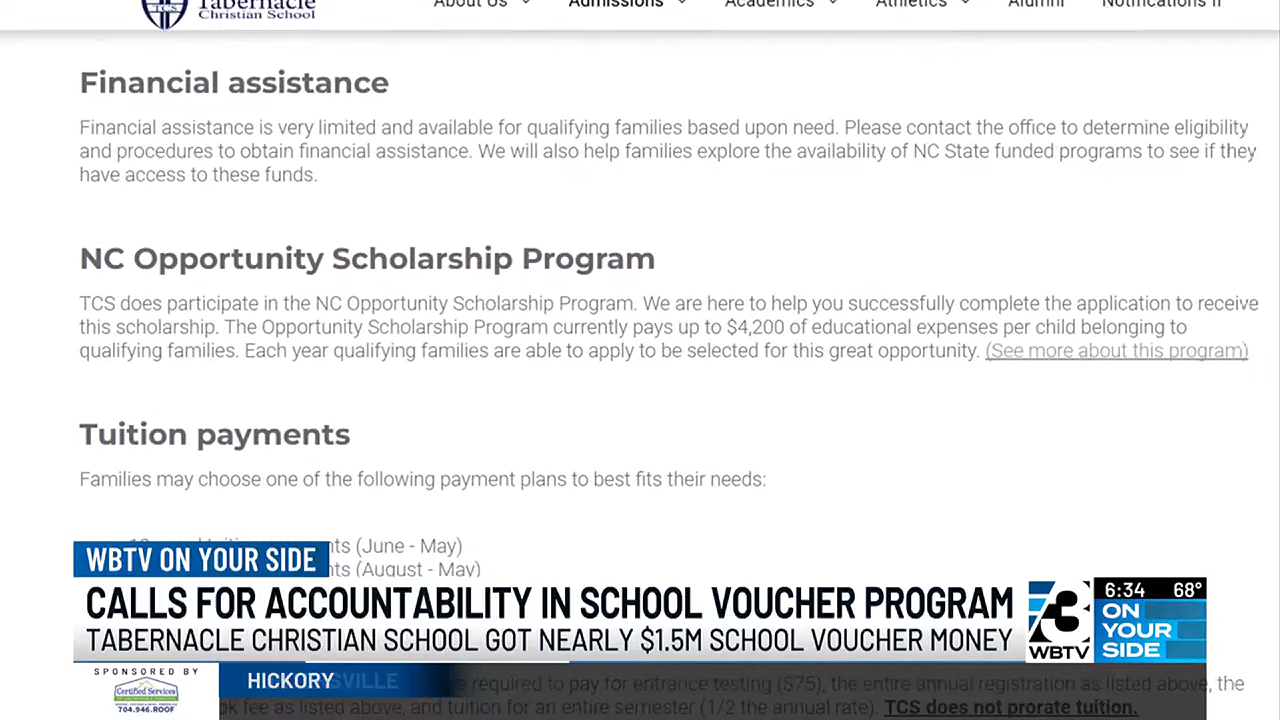 TCS
Tabernacle
Christian School
About Us
Admissions
Academics
Athletics
Alumni
Notifications
Financial assistance
Financial assistance is very limited and available for qualifying families based upon need. Please contact the office to determine eligibility
and procedures to obtain financial assistance. We will also help families explore the availability of NC State funded programs to see if they
have access to these funds.
NC Opportunity Scholarship Program
TCS does participate in the NC Opportunity Scholarship Program. We are here to help you successfully complete the application to receive
this scholarship. The Opportunity Scholarship Program currently pays up to $4,200 of educational expenses per child belonging to
qualifying families. Each year qualifying families are able to apply to be selected for this great opportunity. (See more about this program)
Tuition payments
Families may choose one of the following payment plans to best fits their needs:
(June - May)
(August - May)
WBTV ON YOUR SIDE
CALLS FOR ACCOUNTABILITY IN SCHOOL VOUCHER PROGRAM
TABERNACLE CHRISTIAN SCHOOL GOT NEARLY $1.5M SCHOOL VOUCHER MONEY
3
WBTV
6:34 68°
ON
YOUR
SIDE
SPONSORED BY
Certified Services
704.946.ROOF
HICKORY
required to pay for entrance testing ($75), the entire annual registration as listed above, the
fee as listed above, and tuition for an entire semester (1/2 the annual rate). TCS does not prorate tuition.